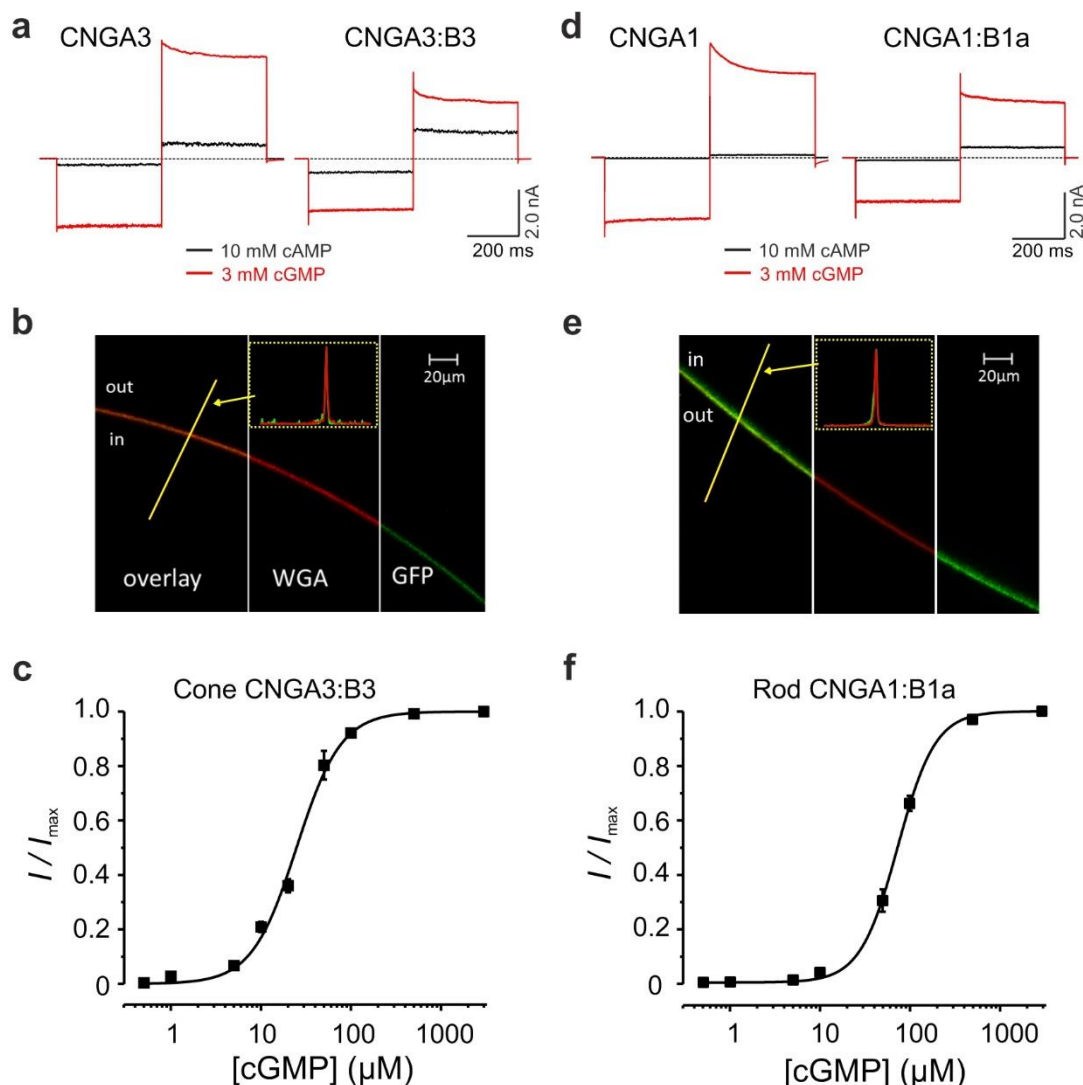 a
CNGA3
CNGA3:B3
2.0 nA
200 ms
10 mM cAMP
3 mM cGMP
d
CNGA1
CNGA1:B1a
2.0 nA
200 ms
10 mM cAMP
3 mM cGMP
b
out
in
20μm
overlay
WGA
GFP
e
in
out
20μm
c
Cone CNGA3:B3
I / Imax
1.0
0.8
0.6
0.4
0.2
0
1
10
100
1000
[cGMP] (μM)
f
Rod CNGA1:B1a
I / Imax
1.0
0.8
0.6
0.4
0.2
0
1
10
100
1000
[cGMP] (μM)